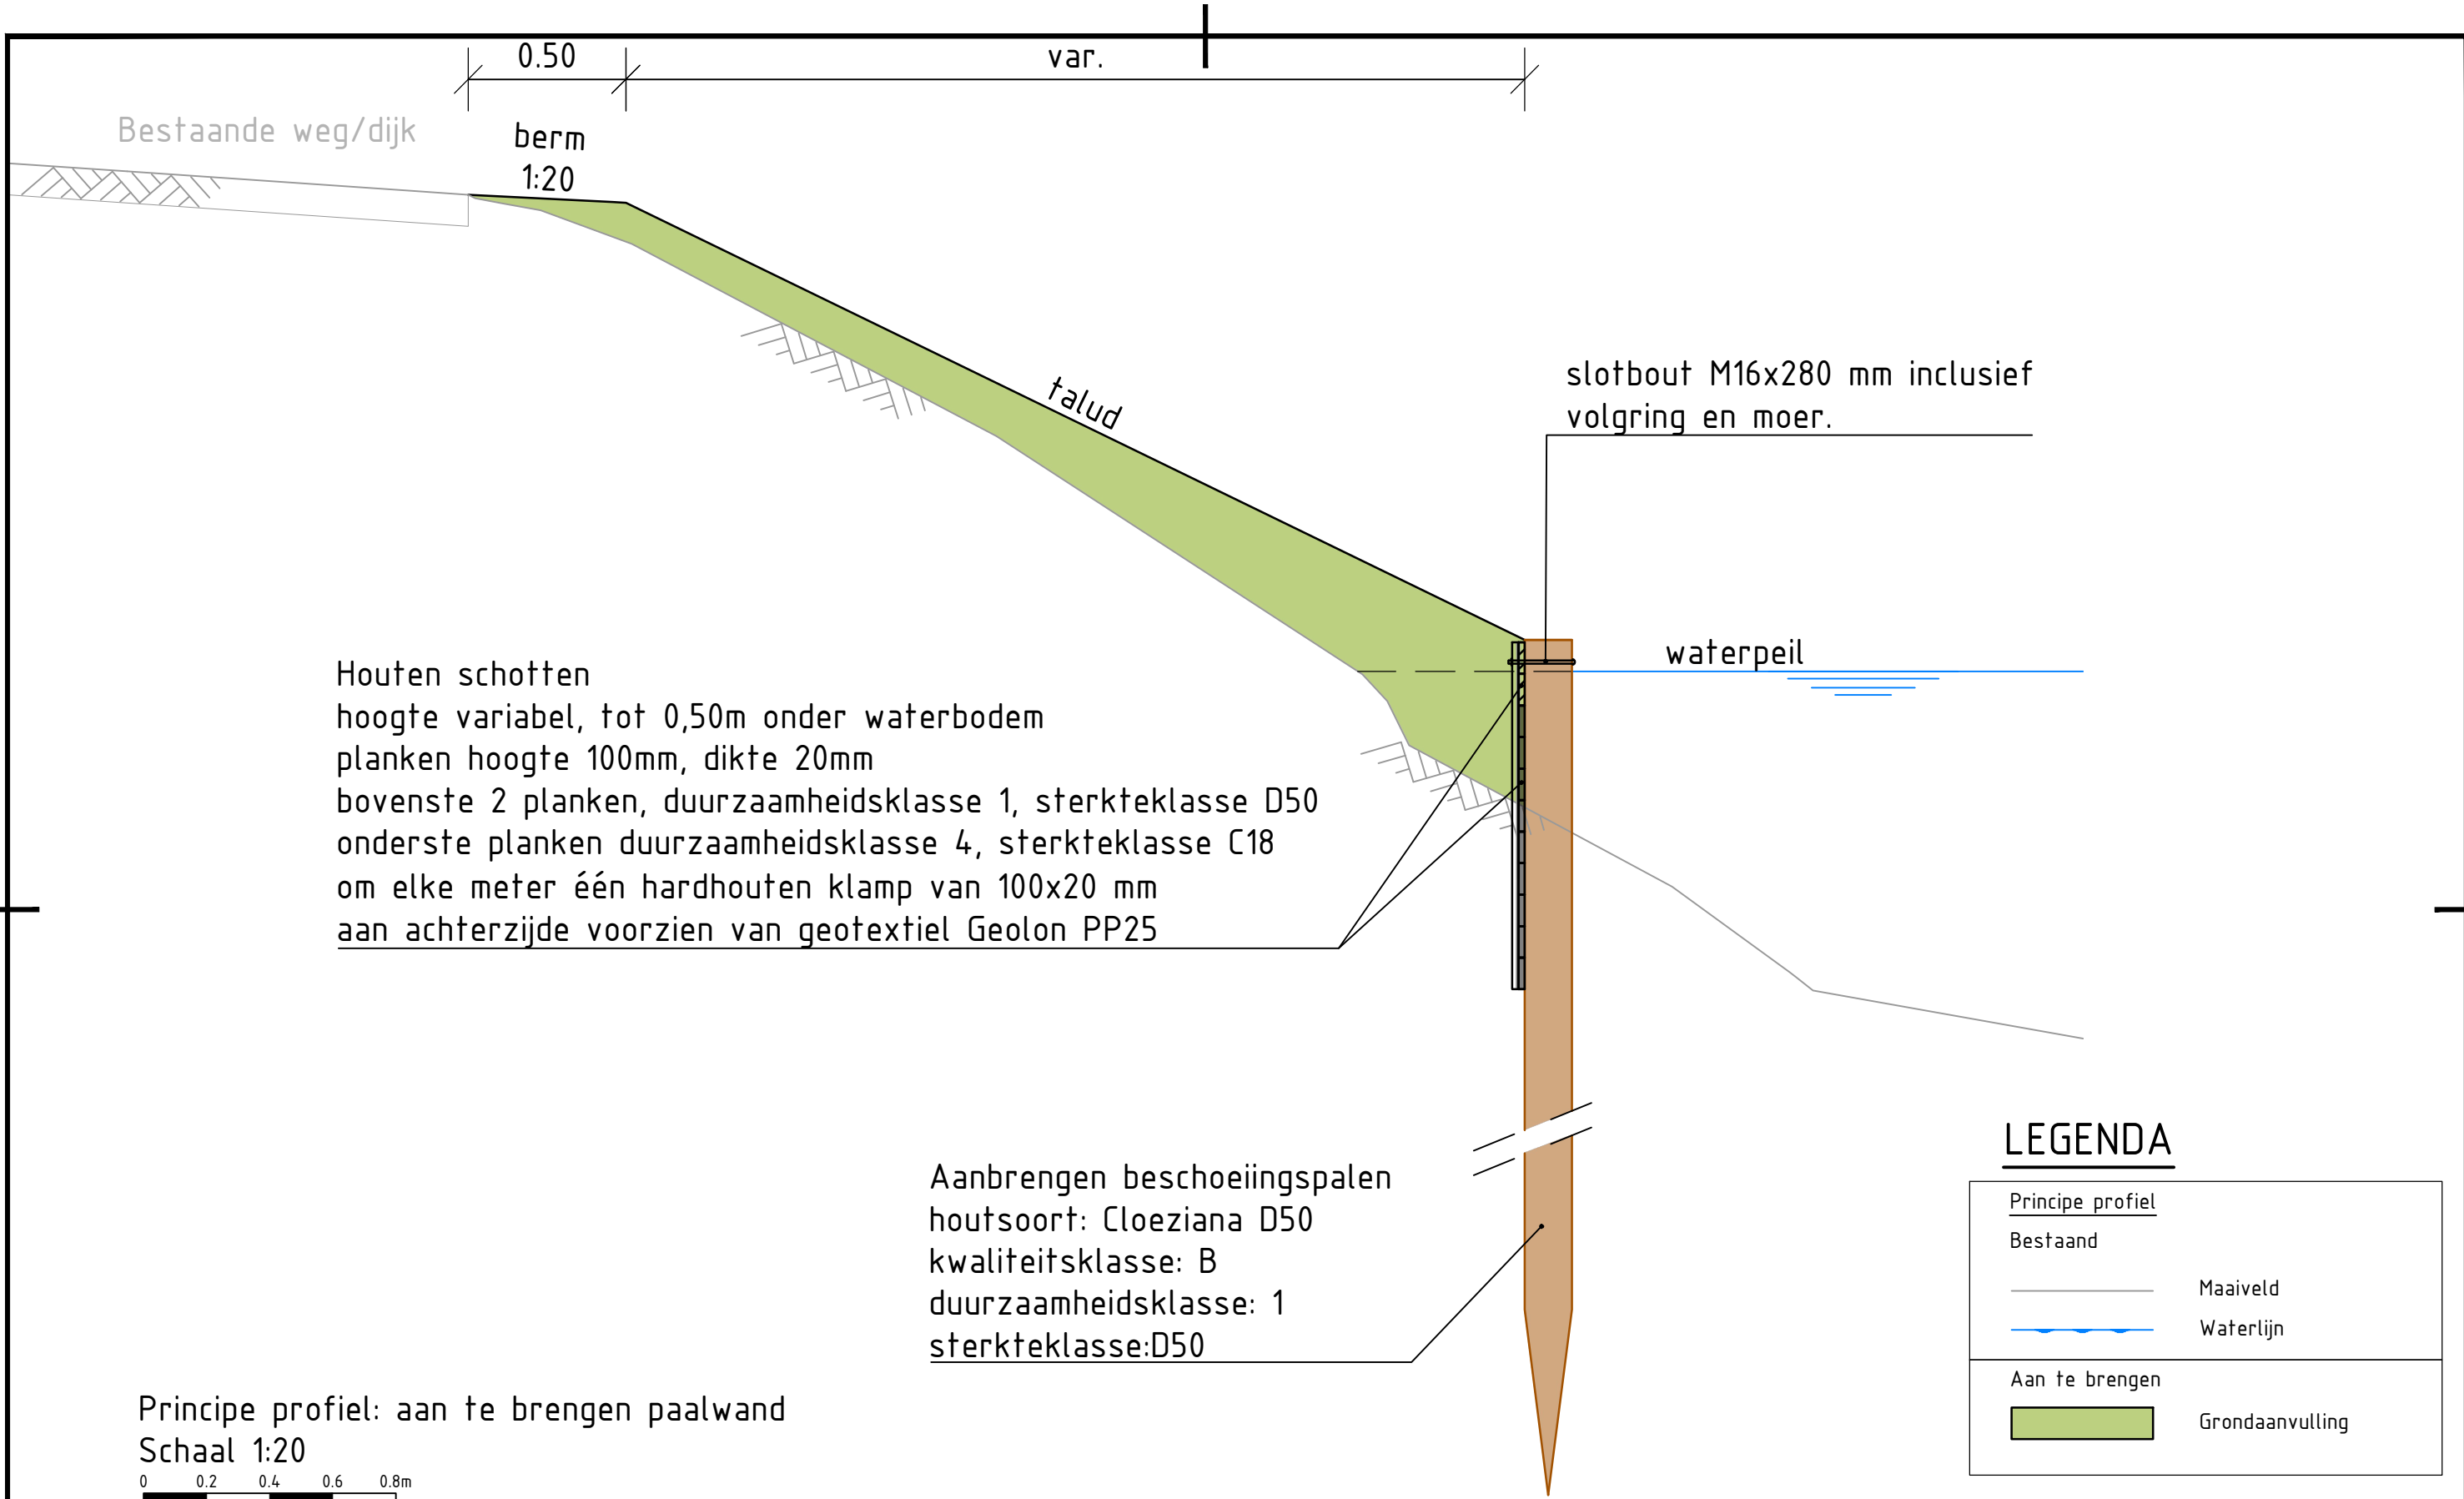 0.50
var.
Bestaande weg/dijk
berm
1:20
talud
slotbout M16x280 mm inclusief
volgring en moer.
waterpeil
Houten schotten
hoogte variabel, tot 0,50m onder waterbodem
planken hoogte 100mm, dikte 20mm
bovenste 2 planken, duurzaamheidsklasse 1, sterkteklasse D50
onderste planken duurzaamheidsklasse 4, sterkteklasse C18
om elke meter één hardhouten klamp van 100x20 mm
aan achterzijde voorzien van geotextiel Geolon PP25
Aanbrengen beschoeiingspalen
houtsoort: Cloeziana D50
kwaliteitsklasse: B
duurzaamheidsklasse: 1
sterkteklasse:D50
LEGENDA
Principe profiel
Bestaand
Maaiveld
Waterlijn
Aan te brengen
Grondaanvulling
Principe profiel: aan te brengen paalwand
Schaal 1:20
0 0.2 0.4 0.6 0.8m